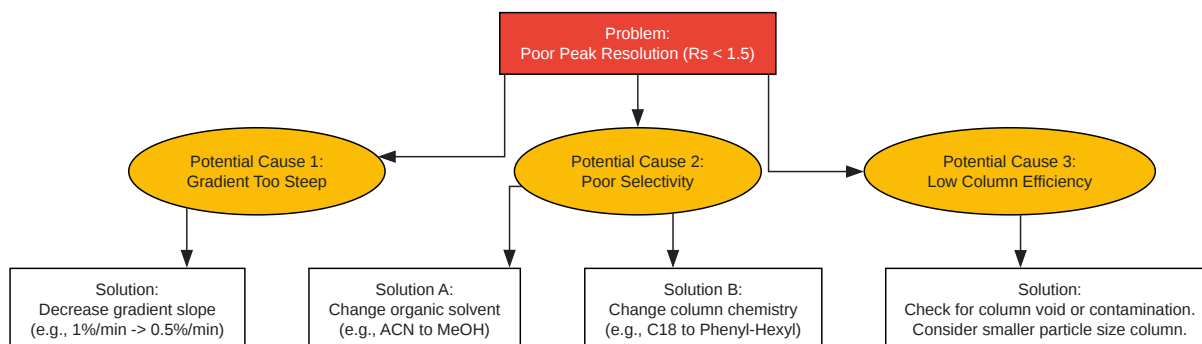 Problem:
Poor Peak Resolution (Rs < 1.5)
Potential Cause 1:
Gradient Too Steep
Potential Cause 2:
Poor Selectivity
Potential Cause 3:
Low Column Efficiency
Solution:
Decrease gradient slope
(e.g., 1%/min -> 0.5%/min)
Solution A:
Change organic solvent
(e.g., ACN to MeOH)
Solution B:
Change column chemistry
(e.g., C18 to Phenyl-Hexyl)
Solution:
Check for column void or contamination.
Consider smaller particle size column.